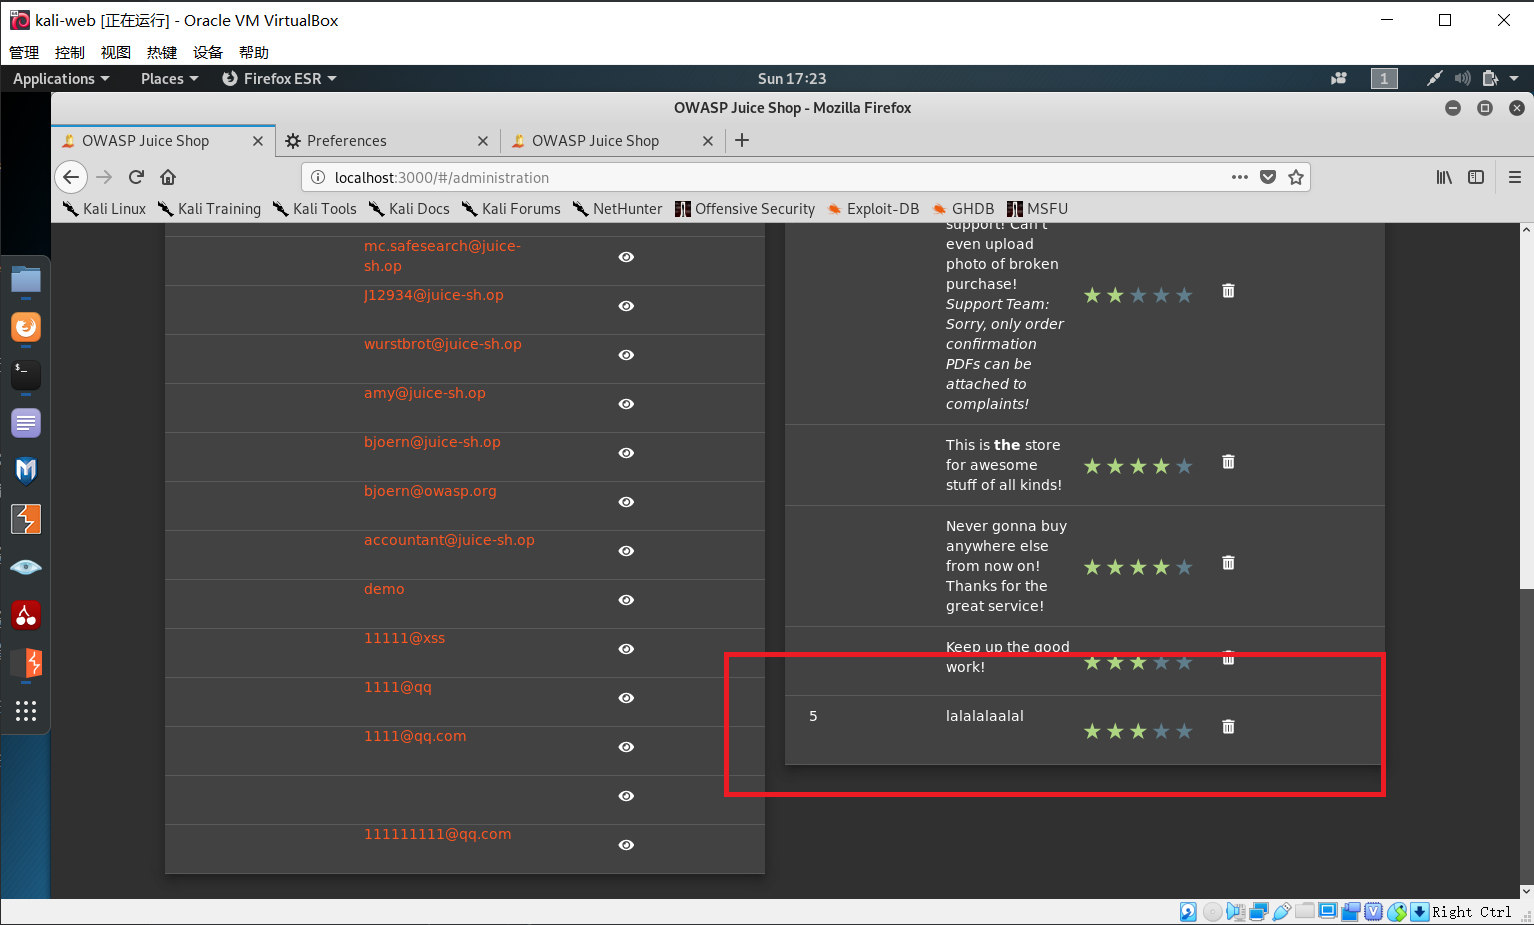 kali-web [正在运行] - Oracle VM VirtualBox
管理 控制 视图 热键 设备 帮助
Applications Places Firefox ESR Sun 17:23 1
OWASP Juice Shop - Mozilla Firefox
OWASP Juice Shop Preferences OWASP Juice Shop
localhost:3000/#/administration
Kali Linux Kali Training Kali Tools Kali Docs Kali Forums NetHunter Offensive Security Exploit-DB GHDB MSFU
mc.safesearch@juice-
sh.op
J12934@juice-sh.op
wurstbrot@juice-sh.op
amy@juice-sh.op
bjoern@juice-sh.op
bjoern@owasp.org
accountant@juice-sh.op
demo
11111@xss
1111@qq
1111@qq.com
111111111@qq.com
support! Can't
even upload
photo of broken
purchase!
Support Team:
Sorry, only order
confirmation
PDFs can be
attached to
complaints!
This is the store
for awesome
stuff of all kinds!
Never gonna buy
anywhere else
from now on!
Thanks for the
great service!
Keep up the good
work!
5 lalalalaalal
Right Ctrl